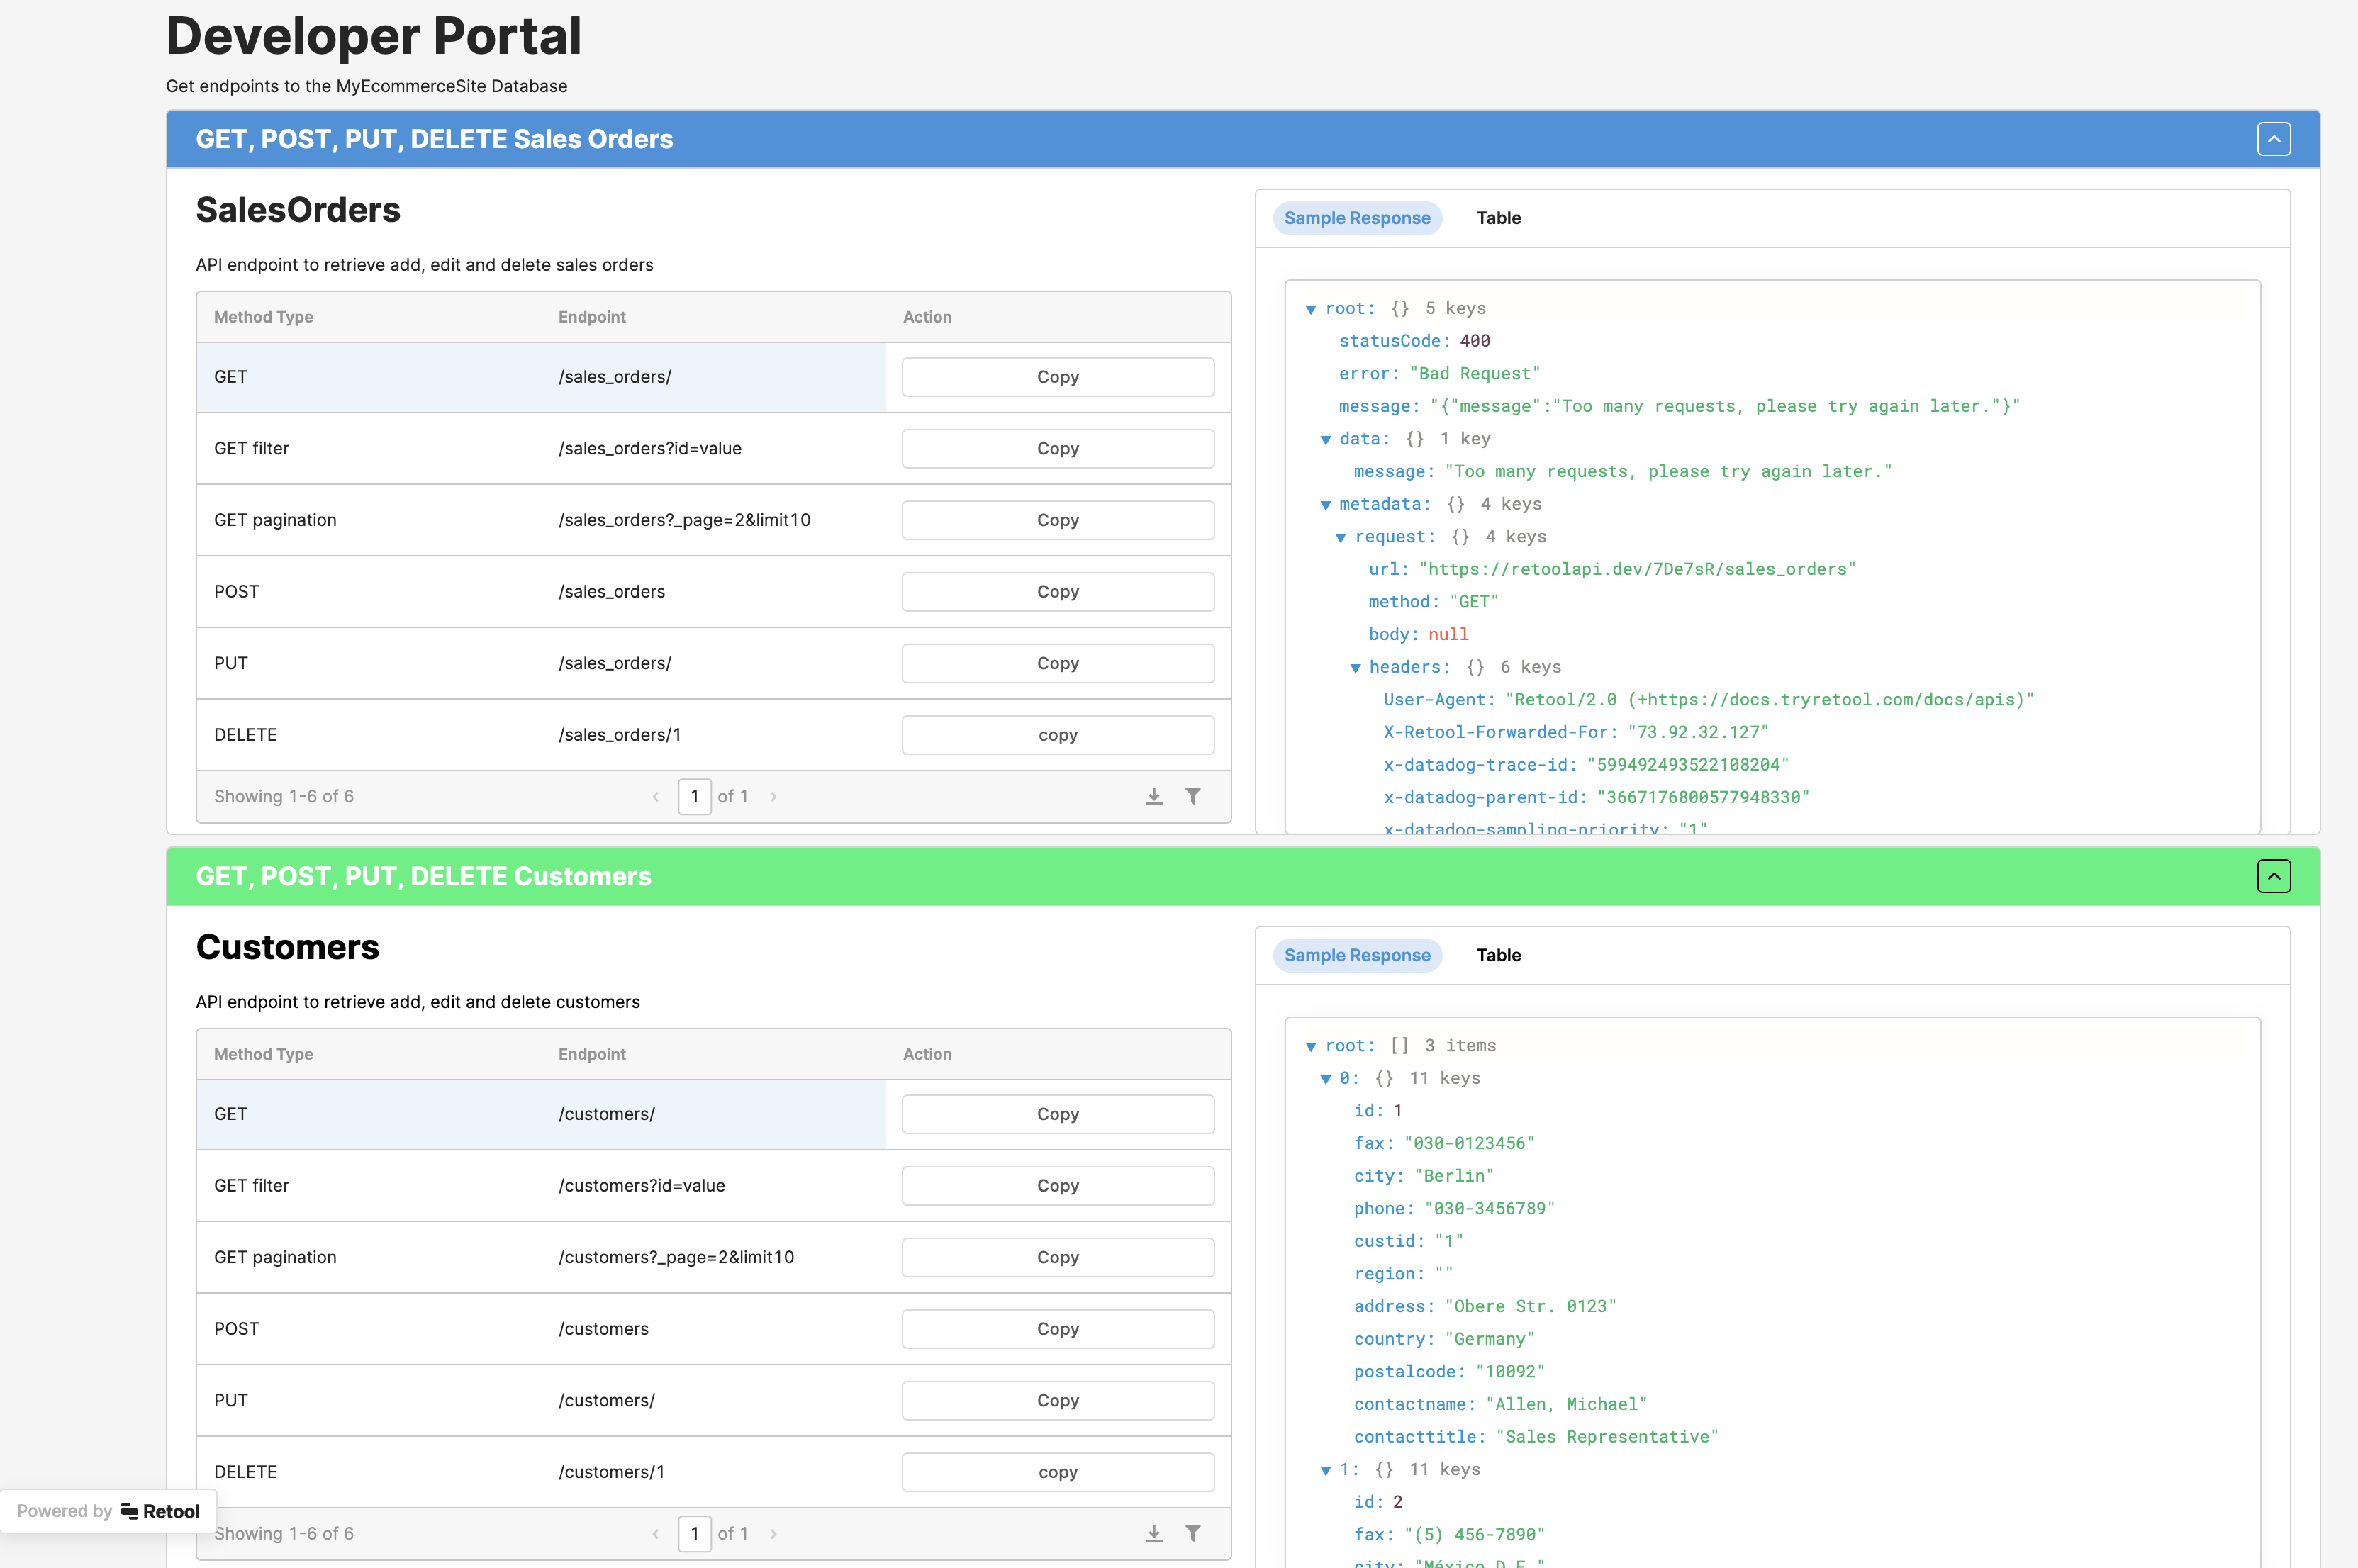 Developer Portal
Get endpoints to the MyEcommerceSite Database
GET, POST, PUT, DELETE Sales Orders
SalesOrders
API endpoint to retrieve add, edit and delete sales orders
Method Type Endpoint Action
GET /sales_orders/ Copy
GET filter /sales_orders?id=value Copy
GET pagination /sales_orders?_page=2&limit10 Copy
POST /sales_orders Copy
PUT /sales_orders/ Copy
DELETE /sales_orders/1 copy
Showing 1-6 of 6 1 of 1
Sample Response Table
root: {} 5 keys
statusCode: 400
error: "Bad Request"
message: "{"message":"Too many requests, please try again later."}"
data: {} 1 key
message: "Too many requests, please try again later."
metadata: {} 4 keys
request: {} 4 keys
url: "https://retoolapi.dev/7De7sR/sales_orders"
method: "GET"
body: null
headers: {} 6 keys
User-Agent: "Retool/2.0 (+https://docs.tryretool.com/docs/apis)"
X-Retool-Forwarded-For: "73.92.32.127"
x-datadog-trace-id: "599492493522108204"
x-datadog-parent-id: "3667176800577948330"
x-datadog-sampling-priority: "1"
GET, POST, PUT, DELETE Customers
Customers
API endpoint to retrieve add, edit and delete customers
Method Type Endpoint Action
GET /customers/ Copy
GET filter /customers?id=value Copy
GET pagination /customers?_page=2&limit10 Copy
POST /customers Copy
PUT /customers/ Copy
DELETE /customers/1 copy
Showing 1-6 of 6 1 of 1
Sample Response Table
root: [] 3 items
0: {} 11 keys
id: 1
fax: "030-0123456"
city: "Berlin"
phone: "030-3456789"
custid: "1"
region: ""
address: "Obere Str. 0123"
country: "Germany"
postalcode: "10092"
contactname: "Allen, Michael"
contacttitle: "Sales Representative"
1: {} 11 keys
id: 2
fax: "(5) 456-7890"
city: "México D.F."
Powered by Retool